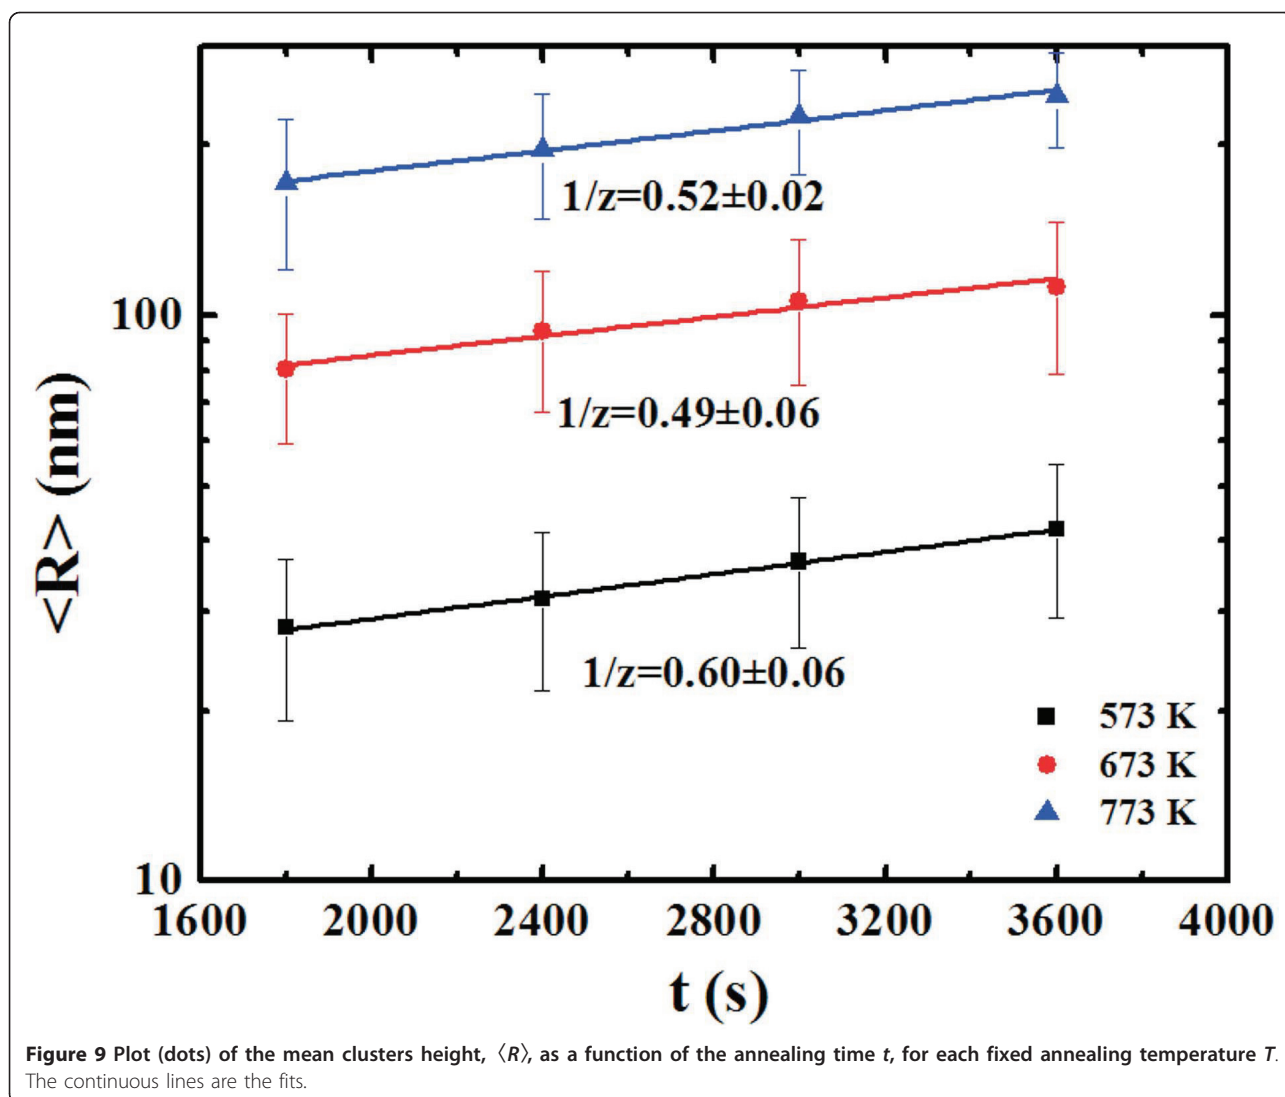 <R> (nm)
100
10
1/z=0.52±0.02
1/z=0.49±0.06
1/z=0.60±0.06
573 K
673 K
773 K
1600 2000 2400 2800 3200 3600 4000
t (s)
Figure 9 Plot (dots) of the mean clusters height, 〈R〉, as a function of the annealing time t, for each fixed annealing temperature T.
The continuous lines are the fits.